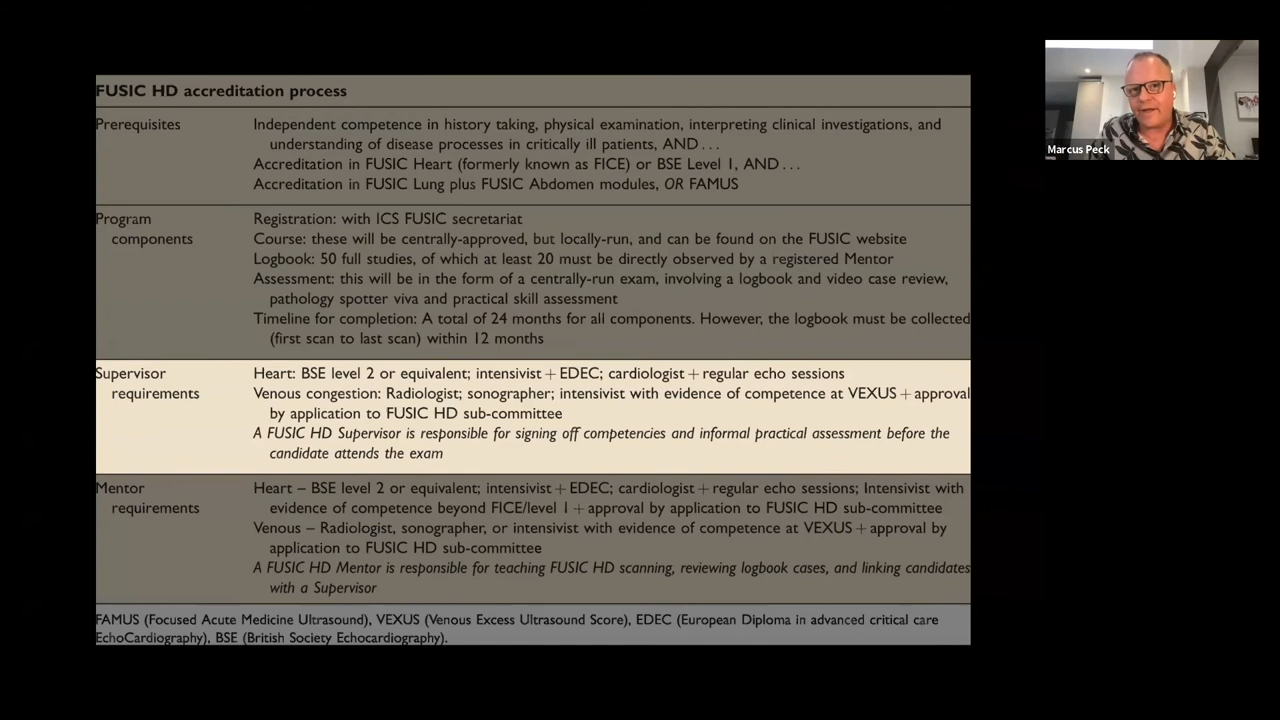 FUSIC HD accreditation process
Prerequisites
Independent competence in history taking, physical examination, interpreting clinical investigations, and
understanding of disease processes in critically ill patients, AND . . .
Accreditation in FUSIC Heart (formerly known as FICE) or BSE Level 1, AND . . .
Accreditation in FUSIC Lung plus FUSIC Abdomen modules, OR FAMUS
Program
components
Registration: with ICS FUSIC secretariat
Course: these will be centrally-approved, but locally-run, and can be found on the FUSIC website
Logbook: 50 full studies, of which at least 20 must be directly observed by a registered Mentor
Assessment: this will be in the form of a centrally-run exam, involving a logbook and video case review,
pathology spotter viva and practical skill assessment
Timeline for completion: A total of 24 months for all components. However, the logbook must be collected
(first scan to last scan) within 12 months
Supervisor
requirements
Heart: BSE level 2 or equivalent; intensivist + EDEC; cardiologist + regular echo sessions
Venous congestion: Radiologist; sonographer; intensivist with evidence of competence at VEXUS + approval
by application to FUSIC HD sub-committee
A FUSIC HD Supervisor is responsible for signing off competencies and informal practical assessment before the
candidate attends the exam
Mentor
requirements
Heart – BSE level 2 or equivalent; intensivist + EDEC; cardiologist + regular echo sessions; Intensivist with
evidence of competence beyond FICE/level 1 + approval by application to FUSIC HD sub-committee
Venous – Radiologist, sonographer, or intensivist with evidence of competence at VEXUS + approval by
application to FUSIC HD sub-committee
A FUSIC HD Mentor is responsible for teaching FUSIC HD scanning, reviewing logbook cases, and linking candidates
with a Supervisor
FAMUS (Focused Acute Medicine Ultrasound), VEXUS (Venous Excess Ultrasound Score), EDEC (European Diploma in advanced critical care
EchoCardiography), BSE (British Society Echocardiography).
Marcus Peck